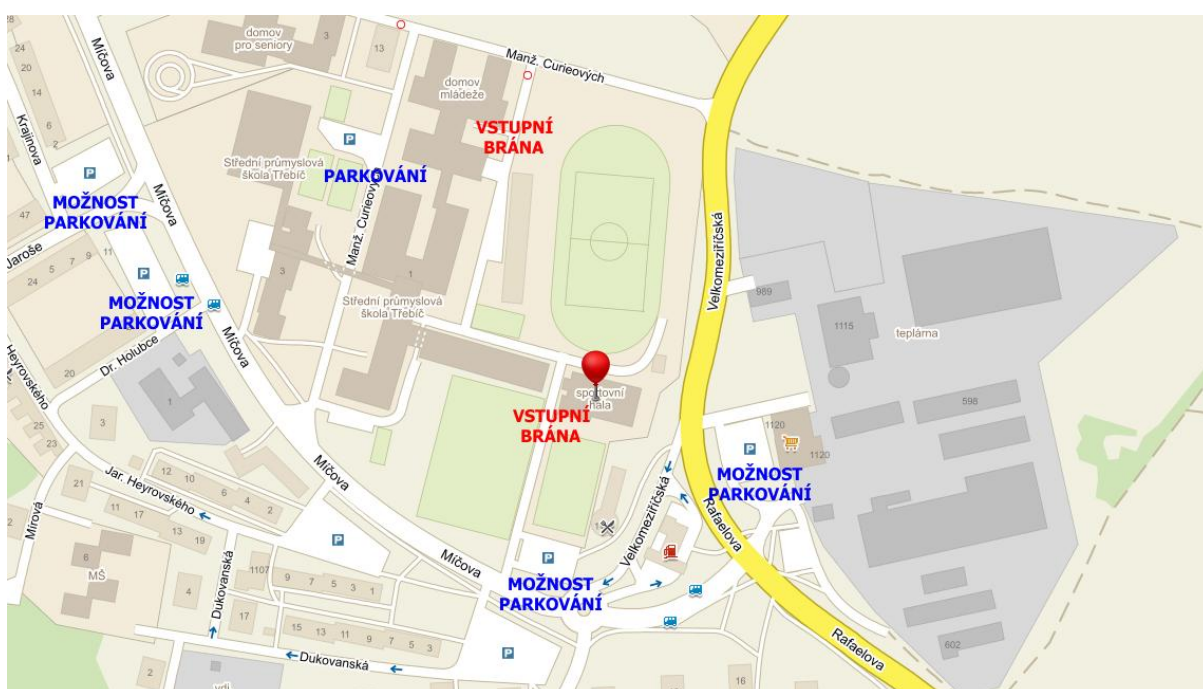 28
24
20
14
6
2
Míčova
domov
pro seniory
3
13
Manž. Curieových
domov
mládeže
VSTUPNÍ
BRÁNA
Krajinova
P
P
Střední průmyslová
škola Třebíč
PARKOVÁNÍ
Míčova
MOŽNOST
PARKOVÁNÍ
47
Jaroše
24
5
7
9
11
P
Manž. Curieových
Velkomeziříčská
3
1
989
MOŽNOST
PARKOVÁNÍ
Střední průmyslová
škola Třebíč
1115
teplárna
Míčova
Dr. Holubce
Heyrovského
20
sportovní
hala
598
1
3
25
23
VSTUPNÍ
BRÁNA
1120
1120
P
MOŽNOST
PARKOVÁNÍ
Míčova
12
10
6
4
2
21
Jar. Heyrovského
11
17
13
19
Mírová
Velkomeziříčská
Rafaelova
P
P
Míčova
6
MŠ
4
Dukovanská
1107
9
7
5
3
1
MOŽNOST
PARKOVÁNÍ
17
15
13
11
9
7
5
3
Dukovanská
P
Rafaelova
602
2
16